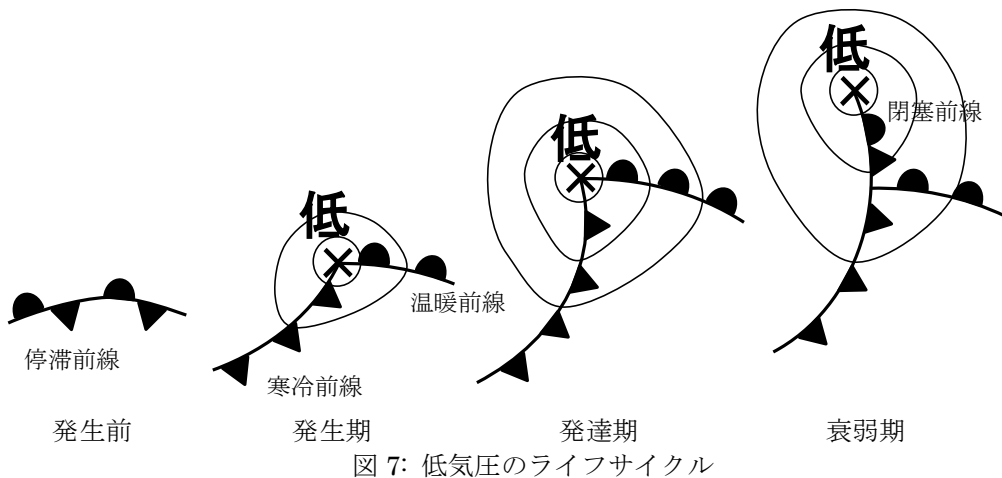 低
低
低
閉塞前線
温暖前線
停滞前線
寒冷前線
発生前
発生期
発達期
衰弱期
図 7: 低気圧のライフサイクル